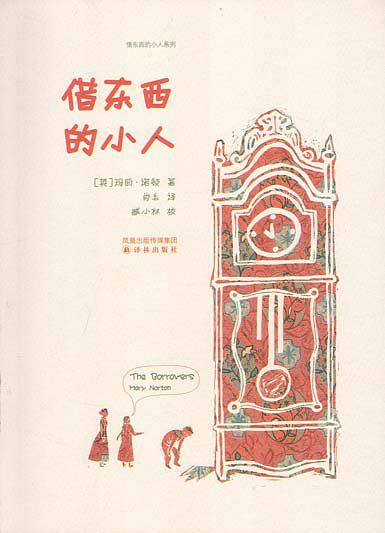 借东西的小人系列
借东西
的小人
[英]玛丽·诺顿 著
肖毛 译
臧小林 校
凤凰出版传媒集团
译林出版社
The Borrowers
Mary Norton